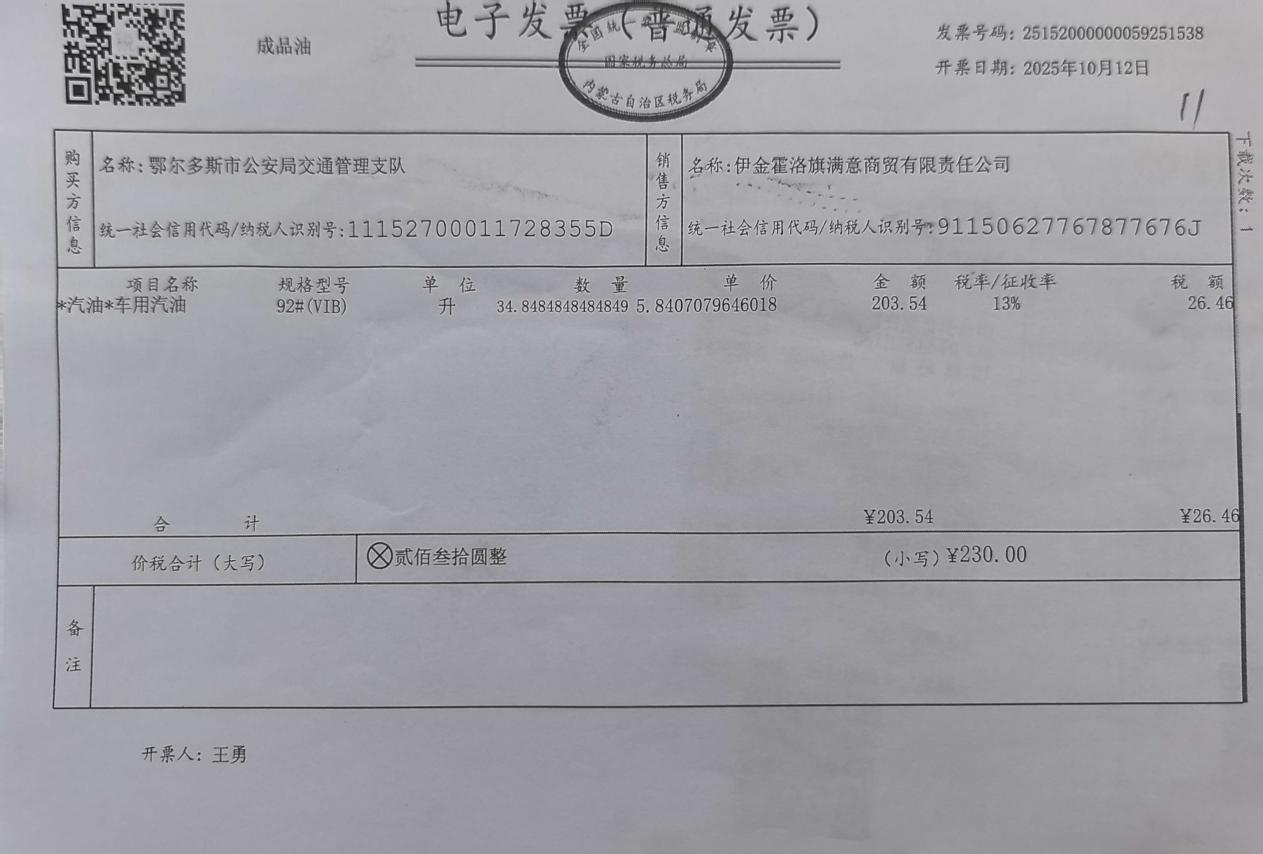 电子发票（普通发票）
成品油
全国统一发票监制章
国家税务总局
内蒙古自治区税务局
发票号码: 25152000000059251538
开票日期: 2025年10月12日
11
下载次数: 1
购买方信息
名称: 鄂尔多斯市公安局交通管理支队
统一社会信用代码/纳税人识别号: 11152700011728355D
销售方信息
名称: 伊金霍洛旗满意商贸有限责任公司
统一社会信用代码/纳税人识别号: 91150627767877676J
项目名称 规格型号 单位 数量 单价 金额 税率/征收率 税额
*汽油*车用汽油 92#(VIB) 升 34.8484848484849 5.8407079646018 203.54 13% 26.46
合计 ¥203.54 ¥26.46
价税合计（大写） ⊗贰佰叁拾圆整 （小写）¥230.00
备注
开票人: 王勇